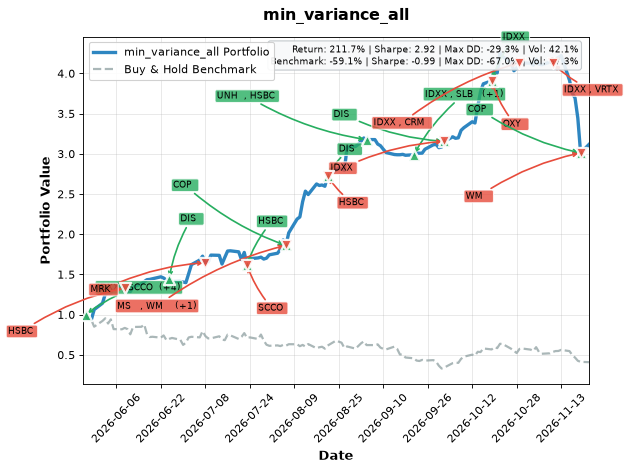 min_variance_all
IDXX
min_variance_all Portfolio
Buy & Hold Benchmark
Return: 211.7% | Sharpe: 2.92 | Max DD: -29.3% | Vol: 42.1%
Benchmark: -59.1% | Sharpe: -0.99 | Max DD: -67.0%
.3%
UNH , HSBC
IDXX , SLB (+1)
IDXX , VRTX
DIS
COP
IDXX , CRM
OXY
DIS
IDXX
COP
WM
HSBC
DIS
HSBC
MRK
SCCO (+4)
MS , WM (+1)
SCCO
HSBC
Portfolio Value
4.0
3.5
3.0
2.5
2.0
1.5
1.0
0.5
2026-06-06
2026-06-22
2026-07-08
2026-07-24
2026-08-09
2026-08-25
2026-09-10
2026-09-26
2026-10-12
2026-10-28
2026-11-13
Date